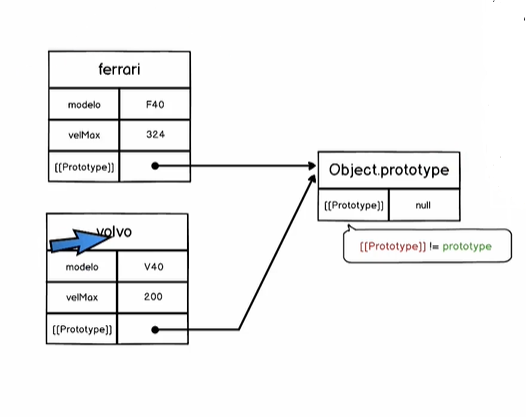 ferrari
modelo F40
velMax 324
[[Prototype]]
volvo
modelo V40
velMax 200
[[Prototype]]
Object.prototype
[[Prototype]] null
[[Prototype]] != prototype